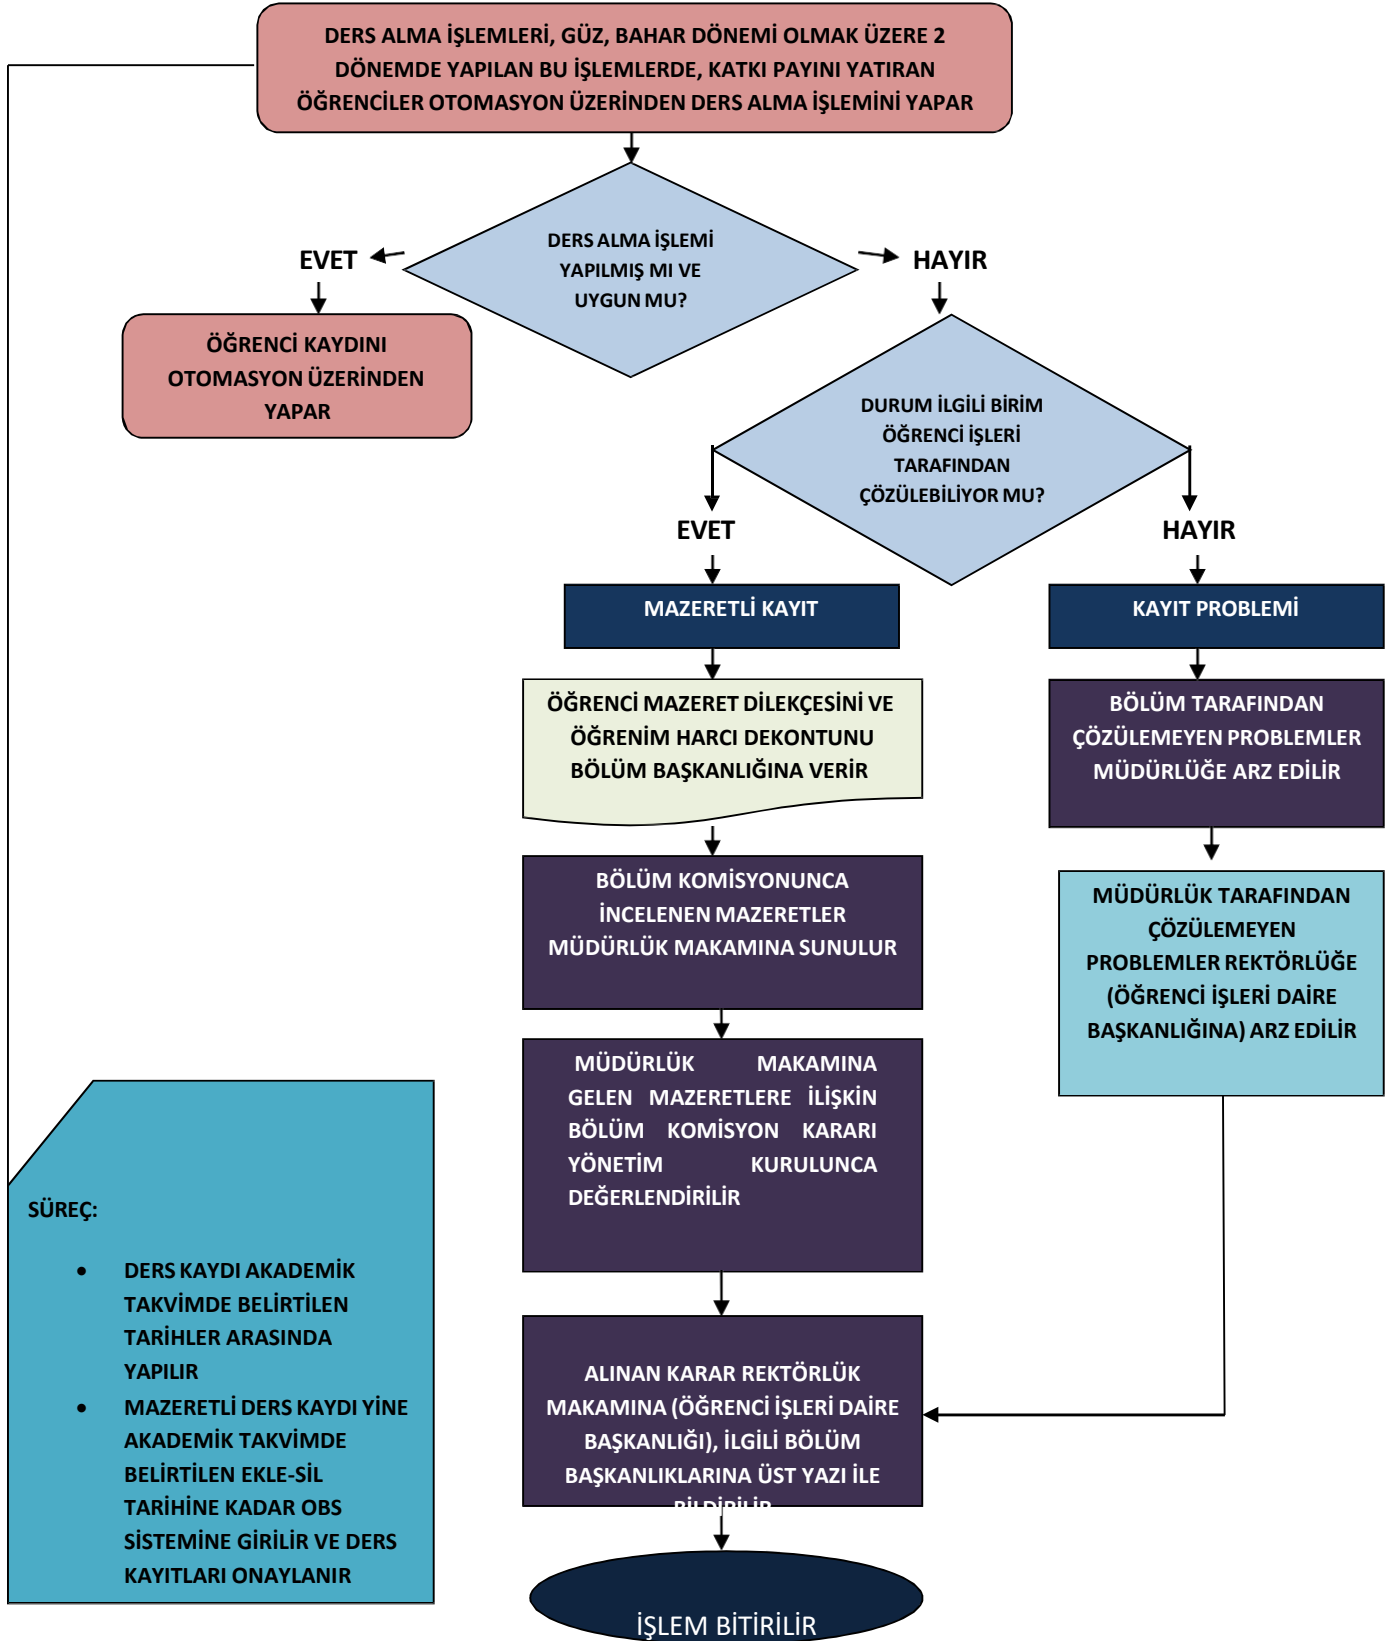 DERS ALMA İŞLEMLERİ, GÜZ, BAHAR DÖNEMİ OLMAK ÜZERE 2
DÖNEMDE YAPILAN BU İŞLEMLERDE, KATKI PAYINI YATIRAN
ÖĞRENCİLER OTOMASYON ÜZERİNDEN DERS ALMA İŞLEMİNİ YAPAR
DERS ALMA İŞLEMİ
YAPILMIŞ MI VE
UYGUN MU?
EVET
HAYIR
ÖĞRENCİ KAYDINI
OTOMASYON ÜZERİNDEN
YAPAR
DURUM İLGİLİ BİRİM
ÖĞRENCİ İŞLERİ
TARAFINDAN
ÇÖZÜLEBİLİYOR MU?
EVET
HAYIR
MAZERETLİ KAYIT
KAYIT PROBLEMİ
ÖĞRENCİ MAZERET DİLEKÇESİNİ VE
ÖĞRENİM HARCI DEKONTUNU
BÖLÜM BAŞKANLIĞINA VERİR
BÖLÜM TARAFINDAN
ÇÖZÜLEMEYEN PROBLEMLER
MÜDÜRLÜĞE ARZ EDİLİR
BÖLÜM KOMİSYONUNCA
İNCELENEN MAZERETLER
MÜDÜRLÜK MAKAMINA SUNULUR
MÜDÜRLÜK TARAFINDAN
ÇÖZÜLEMEYEN
PROBLEMLER REKTÖRLÜĞE
(ÖĞRENCİ İŞLERİ DAİRE
BAŞKANLIĞINA) ARZ EDİLİR
MÜDÜRLÜK MAKAMINA
GELEN MAZERETLERE İLİŞKİN
BÖLÜM KOMİSYON KARARI
YÖNETİM KURULUNCA
DEĞERLENDİRİLİR
SÜREÇ:
• DERS KAYDI AKADEMİK
TAKVİMDE BELİRTİLEN
TARİHLER ARASINDA
YAPILIR
• MAZERETLİ DERS KAYDI YİNE
AKADEMİK TAKVİMDE
BELİRTİLEN EKLE-SİL
TARİHİNE KADAR OBS
SİSTEMİNE GİRİLİR VE DERS
KAYITLARI ONAYLANIR
ALINAN KARAR REKTÖRLÜK
MAKAMINA (ÖĞRENCİ İŞLERİ DAİRE
BAŞKANLIĞI), İLGİLİ BÖLÜM
BAŞKANLIKLARINA ÜST YAZI İLE
BİLDİRİLİR
İŞLEM BİTİRİLİR